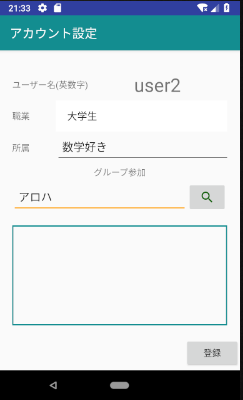 21:33
アカウント設定
ユーザー名(英数字) user2
職業 大学生
所属 数学好き
グループ参加
アロハ
登録